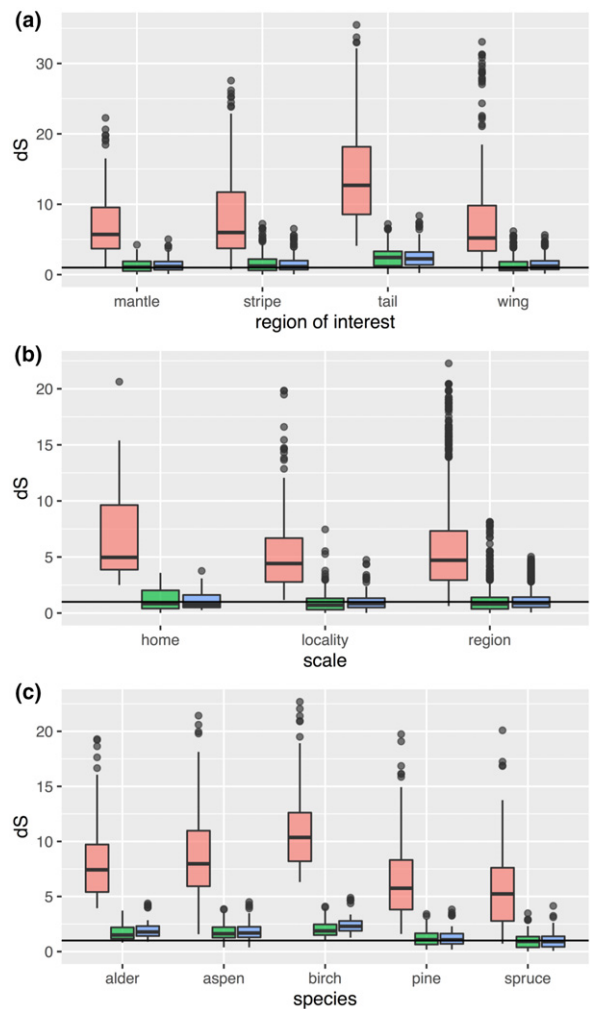 (a)
30
20
10
0
dS
mantle stripe tail wing
region of interest
(b)
20
15
10
5
0
dS
home locality region
scale
(c)
20
15
10
5
0
dS
alder aspen birch pine spruce
species